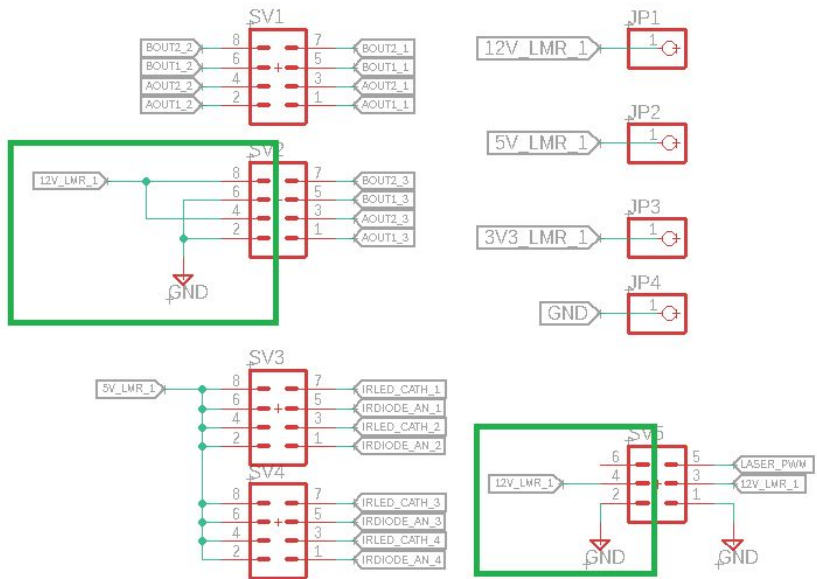 SV1
BOUT2_2 8 7 BOUT2_1
BOUT1_2 6 5 BOUT1_1
AOUT2_2 4 3 AOUT2_1
AOUT1_2 2 1 AOUT1_1
SV2
12V_LMR_1 8 7 BOUT2_3
6 5 BOUT1_3
4 3 AOUT2_3
2 1 AOUT1_3
GND
SV3
5V_LMR_1 8 7 IRLED_CATH_1
6 5 IRDIODE_AN_1
4 3 IRLED_CATH_2
2 1 IRDIODE_AN_2
SV4
8 7 IRLED_CATH_3
6 5 IRDIODE_AN_3
4 3 IRLED_CATH_4
2 1 IRDIODE_AN_4
JP1
12V_LMR_1 1
JP2
5V_LMR_1 1
JP3
3V3_LMR_1 1
JP4
GND 1
SV5
6 5 LASER_PWM
12V_LMR_1 4 3 12V_LMR_1
2 1
GND GND